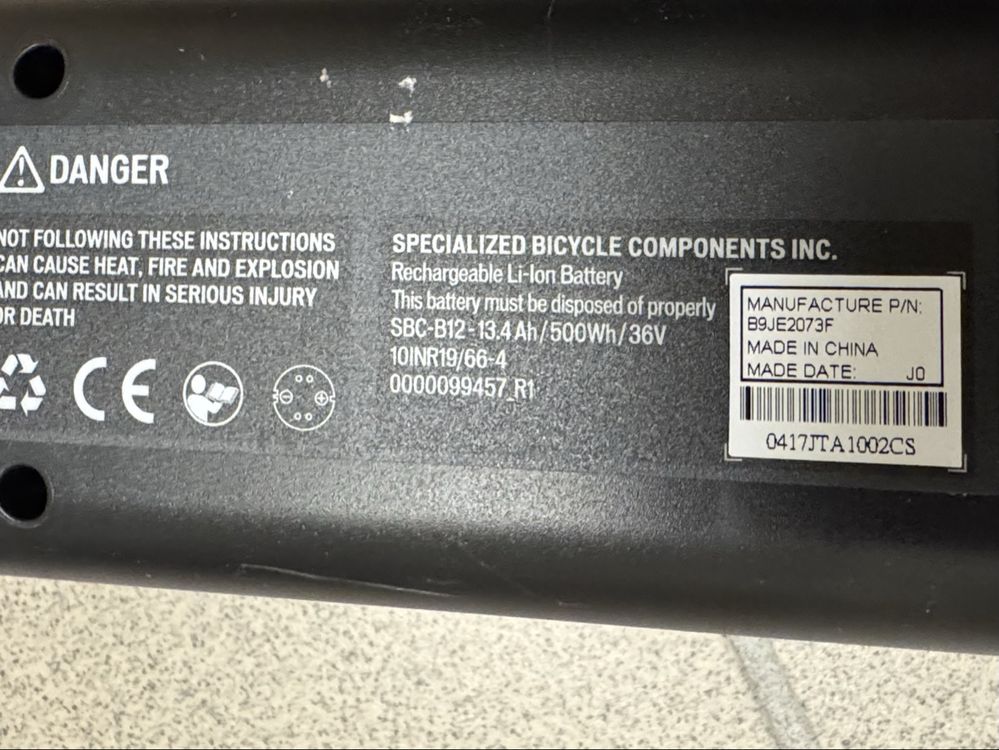 DANGER
NOT FOLLOWING THESE INSTRUCTIONS
CAN CAUSE HEAT, FIRE AND EXPLOSION
AND CAN RESULT IN SERIOUS INJURY
OR DEATH
CE
SPECIALIZED BICYCLE COMPONENTS INC.
Rechargeable Li-Ion Battery
This battery must be disposed of properly
SBC-B12 - 13.4 Ah / 500Wh / 36V
10INR19/66-4
0000099457_R1
MANUFACTURE P/N:
B9JE2073F
MADE IN CHINA
MADE DATE: J0
0417JTA1002CS